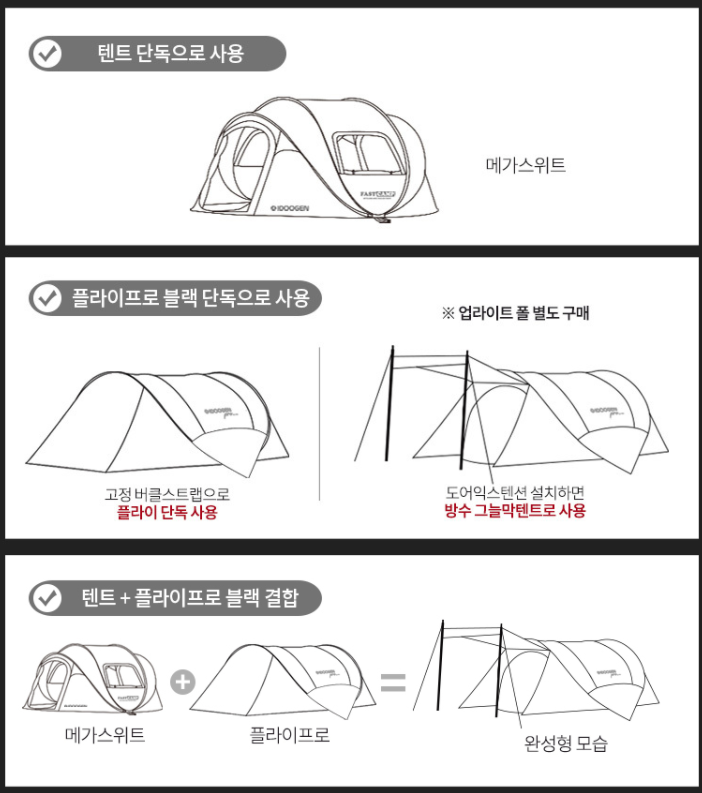 텐트 단독으로 사용
메가스위트
FASTCAMP
IDOOGEN
플라이프로 블랙 단독으로 사용
※ 업라이트 폴 별도 구매
IDOOGEN
IDOOGEN
고정 버클스트랩으로
플라이 단독 사용
도어익스텐션 설치하면
방수 그늘막텐트로 사용
텐트 + 플라이프로 블랙 결합
+
=
메가스위트
플라이프로
완성형 모습